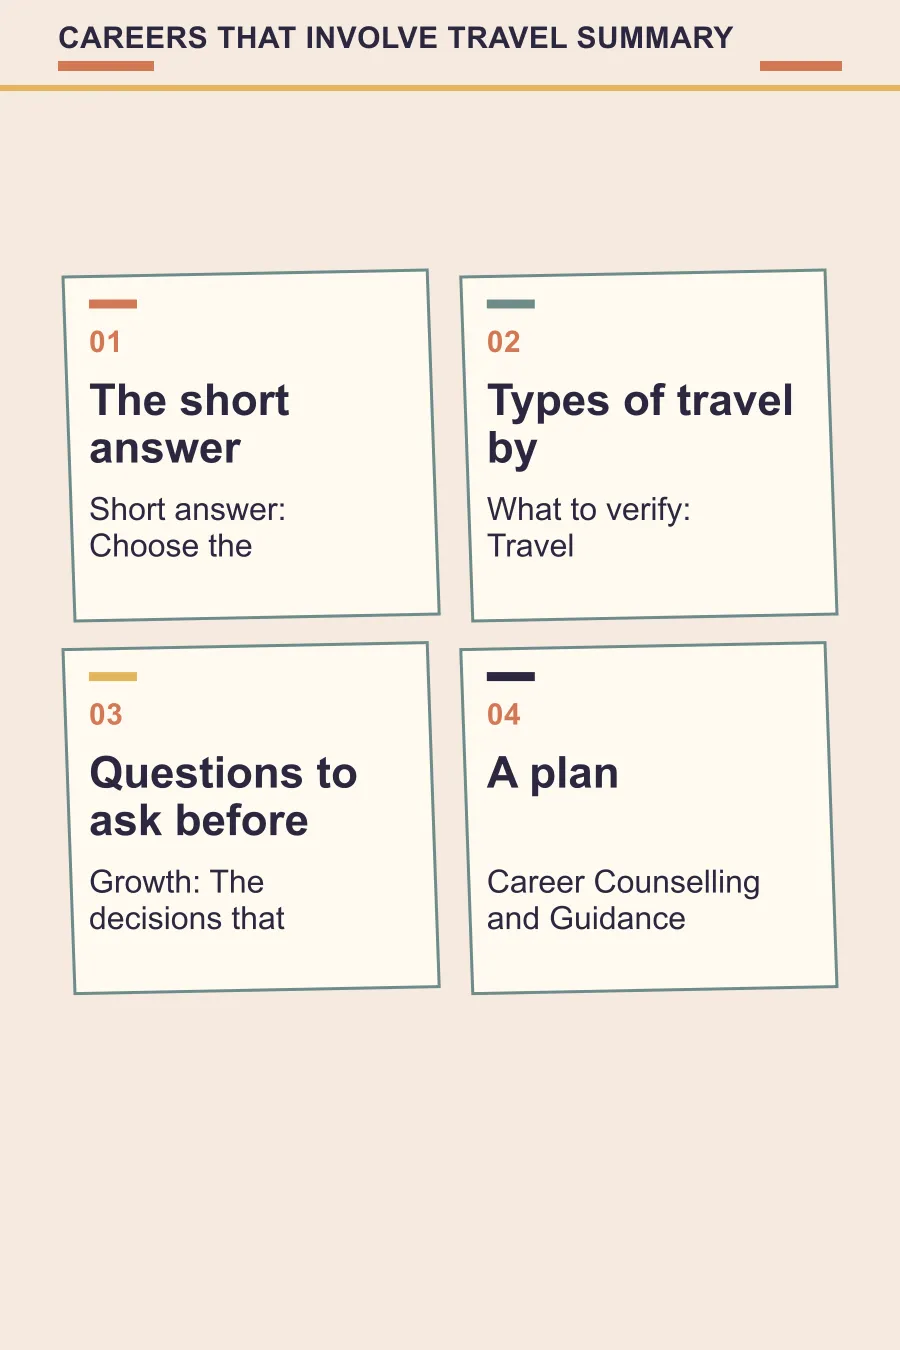 CAREERS THAT INVOLVE TRAVEL SUMMARY
01
The short
answer
Short answer:
Choose the
02
Types of travel
by
What to verify:
Travel
03
Questions to
ask before
Growth: The
decisions that
04
A plan
Career Counselling
and Guidance